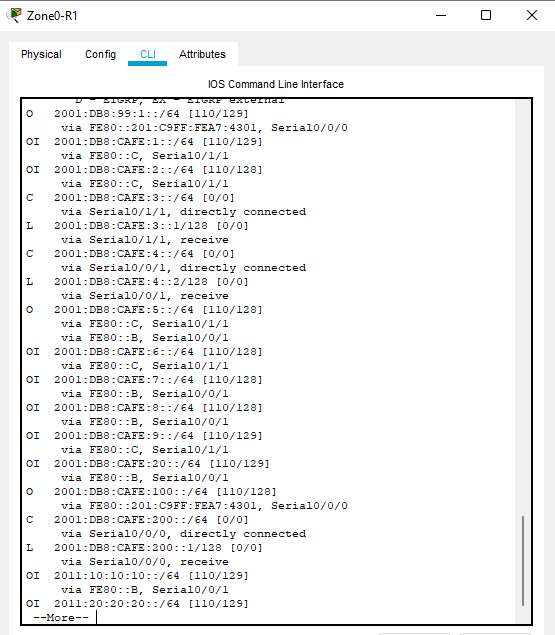 Zone0-R1
Physical Config CLI Attributes
IOS Command Line Interface
D - EIGRP, EX - EIGRP external
O 2001:DB8:99:1::/64 [110/129]
via FE80::201:C9FF:FEA7:4301, Serial0/0/0
OI 2001:DB8:CAFE:1::/64 [110/129]
via FE80::C, Serial0/1/1
OI 2001:DB8:CAFE:2::/64 [110/128]
via FE80::C, Serial0/1/1
C 2001:DB8:CAFE:3::/64 [0/0]
via Serial0/1/1, directly connected
L 2001:DB8:CAFE:3::1/128 [0/0]
via Serial0/1/1, receive
C 2001:DB8:CAFE:4::/64 [0/0]
via Serial0/0/1, directly connected
L 2001:DB8:CAFE:4::2/128 [0/0]
via Serial0/0/1, receive
O 2001:DB8:CAFE:5::/64 [110/128]
via FE80::C, Serial0/1/1
via FE80::B, Serial0/0/1
OI 2001:DB8:CAFE:6::/64 [110/128]
via FE80::C, Serial0/1/1
OI 2001:DB8:CAFE:7::/64 [110/128]
via FE80::B, Serial0/0/1
OI 2001:DB8:CAFE:8::/64 [110/128]
via FE80::B, Serial0/0/1
OI 2001:DB8:CAFE:9::/64 [110/129]
via FE80::C, Serial0/1/1
OI 2001:DB8:CAFE:20::/64 [110/129]
via FE80::B, Serial0/0/1
O 2001:DB8:CAFE:100::/64 [110/128]
via FE80::201:C9FF:FEA7:4301, Serial0/0/0
C 2001:DB8:CAFE:200::/64 [0/0]
via Serial0/0/0, directly connected
L 2001:DB8:CAFE:200::1/128 [0/0]
via Serial0/0/0, receive
OI 2011:10:10:10::/64 [110/129]
via FE80::B, Serial0/0/1
OI 2011:20:20:20::/64 [110/129]
--More--